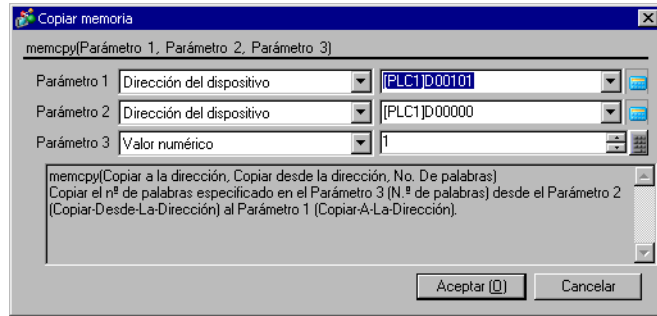 Copiar memoria
memcpy(Parámetro 1, Parámetro 2, Parámetro 3)
Parámetro 1 Dirección del dispositivo [PLC1]D00101
Parámetro 2 Dirección del dispositivo [PLC1]D00000
Parámetro 3 Valor numérico 1
memcpy(Copiar a la dirección, Copiar desde la dirección, No. De palabras)
Copiar el nº de palabras especificado en el Parámetro 3 (N.º de palabras) desde el Parámetro 2
(Copiar-Desde-La-Dirección) al Parámetro 1 (Copiar-A-La-Dirección).
Aceptar (O) Cancelar